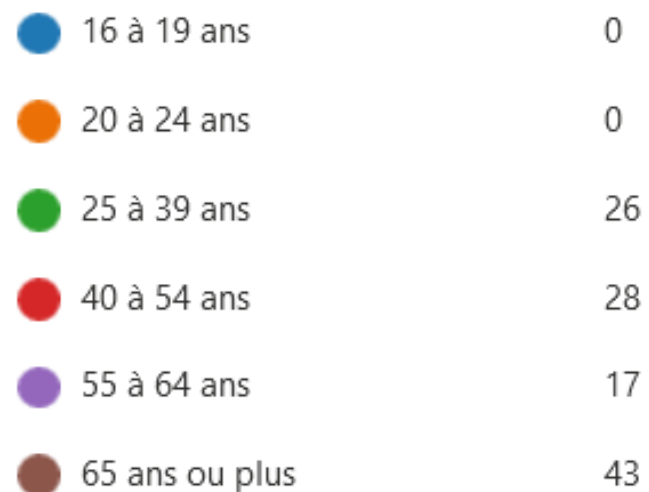 16 à 19 ans 0
20 à 24 ans 0
25 à 39 ans 26
40 à 54 ans 28
55 à 64 ans 17
65 ans ou plus 43